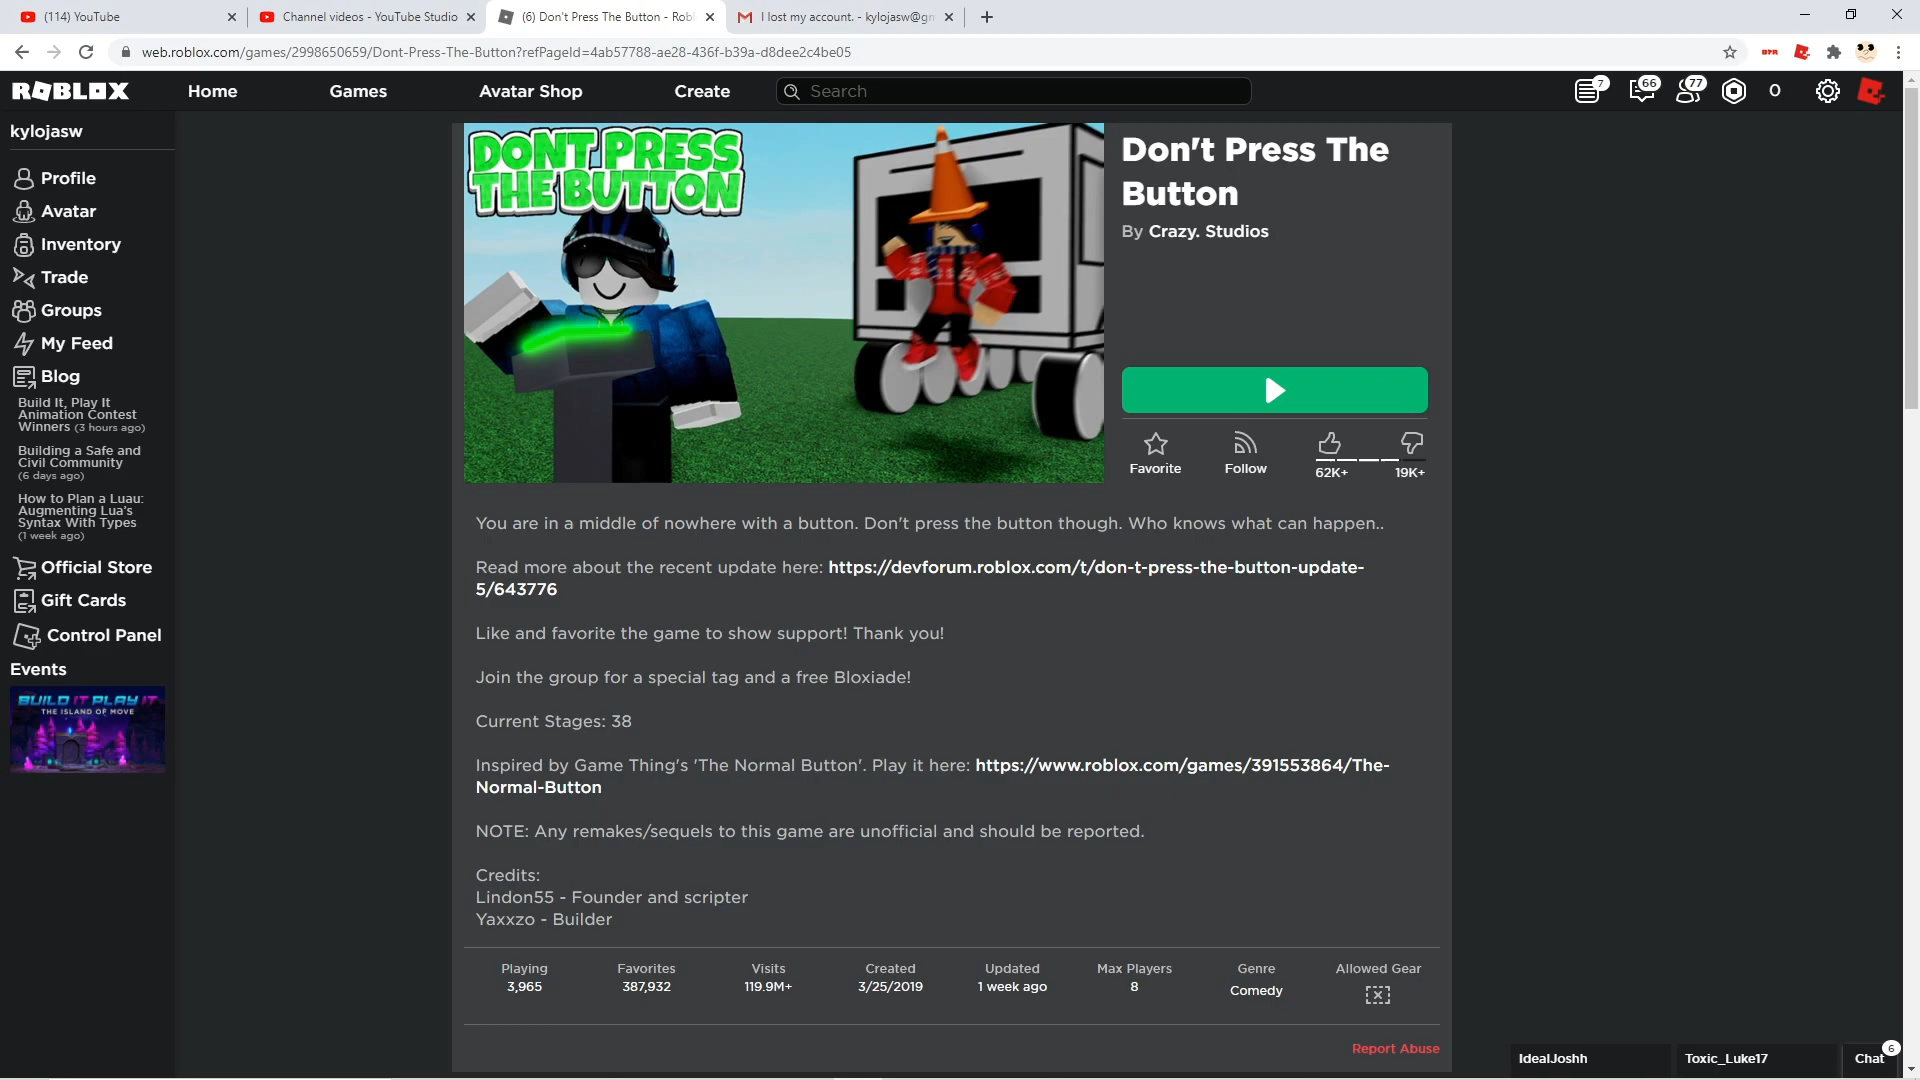 (114) YouTube
Channel videos - YouTube Studio
(6) Don't Press The Button - Rob
I lost my account. - kylojasw@gm
web.roblox.com/games/2998650659/Dont-Press-The-Button?refPageId=4ab57788-ae28-436f-b39a-d8dee2c4be05
BTR
ROBLOX
Home
Games
Avatar Shop
Create
Search
7
66
77
0
kylojasw
Profile
Avatar
Inventory
Trade
Groups
My Feed
Blog
Build It, Play It
Animation Contest
Winners (3 hours ago)
Building a Safe and
Civil Community
(6 days ago)
How to Plan a Luau:
Augmenting Lua's
Syntax With Types
(1 week ago)
Official Store
Gift Cards
Control Panel
Events
BUILD IT PLAY IT
THE ISLAND OF MOVE
DONT PRESS
THE BUTTON
Don't Press The
Button
By Crazy. Studios
Favorite
Follow
62K+
19K+
You are in a middle of nowhere with a button. Don't press the button though. Who knows what can happen..
Read more about the recent update here: https://devforum.roblox.com/t/don-t-press-the-button-update-
5/643776
Like and favorite the game to show support! Thank you!
Join the group for a special tag and a free Bloxiade!
Current Stages: 38
Inspired by Game Thing's 'The Normal Button'. Play it here: https://www.roblox.com/games/391553864/The-
Normal-Button
NOTE: Any remakes/sequels to this game are unofficial and should be reported.
Credits:
Lindon55 - Founder and scripter
Yaxxzo - Builder
Playing
Favorites
Visits
Created
Updated
Max Players
Genre
Allowed Gear
3,965
387,932
119.9M+
3/25/2019
1 week ago
8
Comedy
Report Abuse
IdealJoshh
Toxic_Luke17
Chat
6